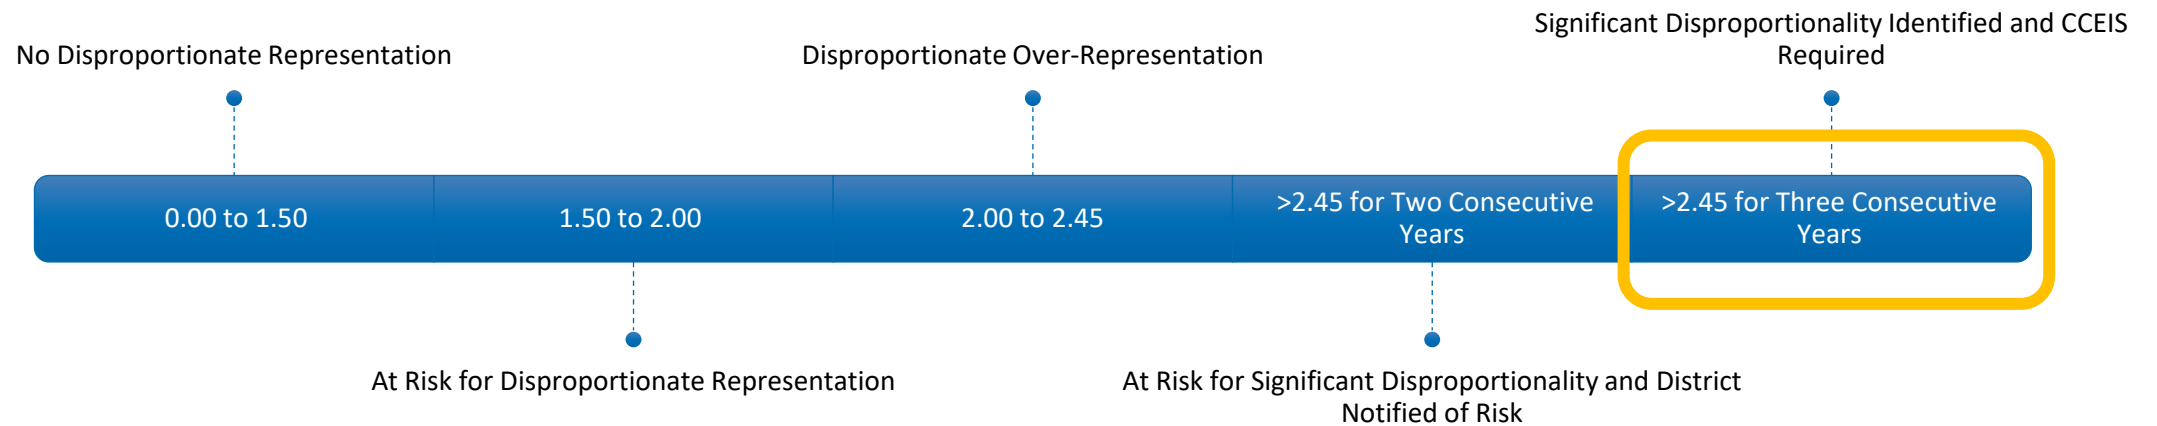 No Disproportionate Representation
Disproportionate Over-Representation
Significant Disproportionality Identified and CCEIS
Required
0.00 to 1.50
1.50 to 2.00
2.00 to 2.45
>2.45 for Two Consecutive
Years
>2.45 for Three Consecutive
Years
At Risk for Disproportionate Representation
At Risk for Significant Disproportionality and District
Notified of Risk